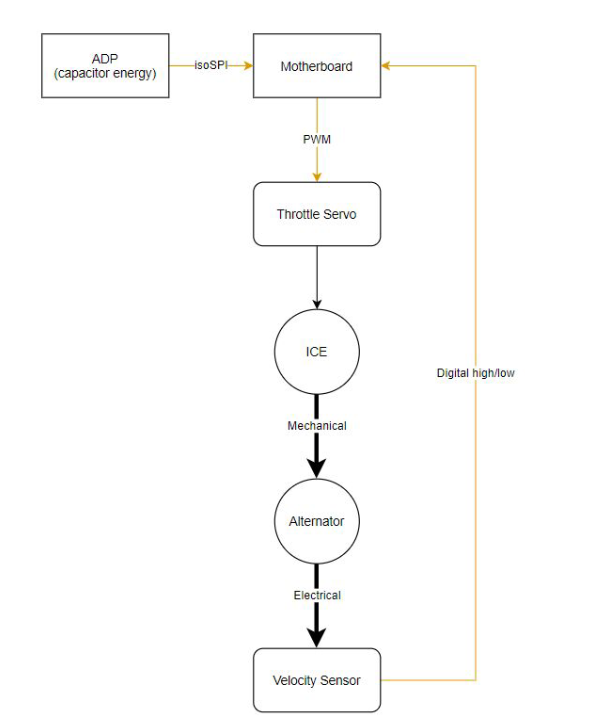 ADP
(capacitor energy)
isoSPI
Motherboard
PWM
Throttle Servo
ICE
Digital high/low
Mechanical
Alternator
Electrical
Velocity Sensor